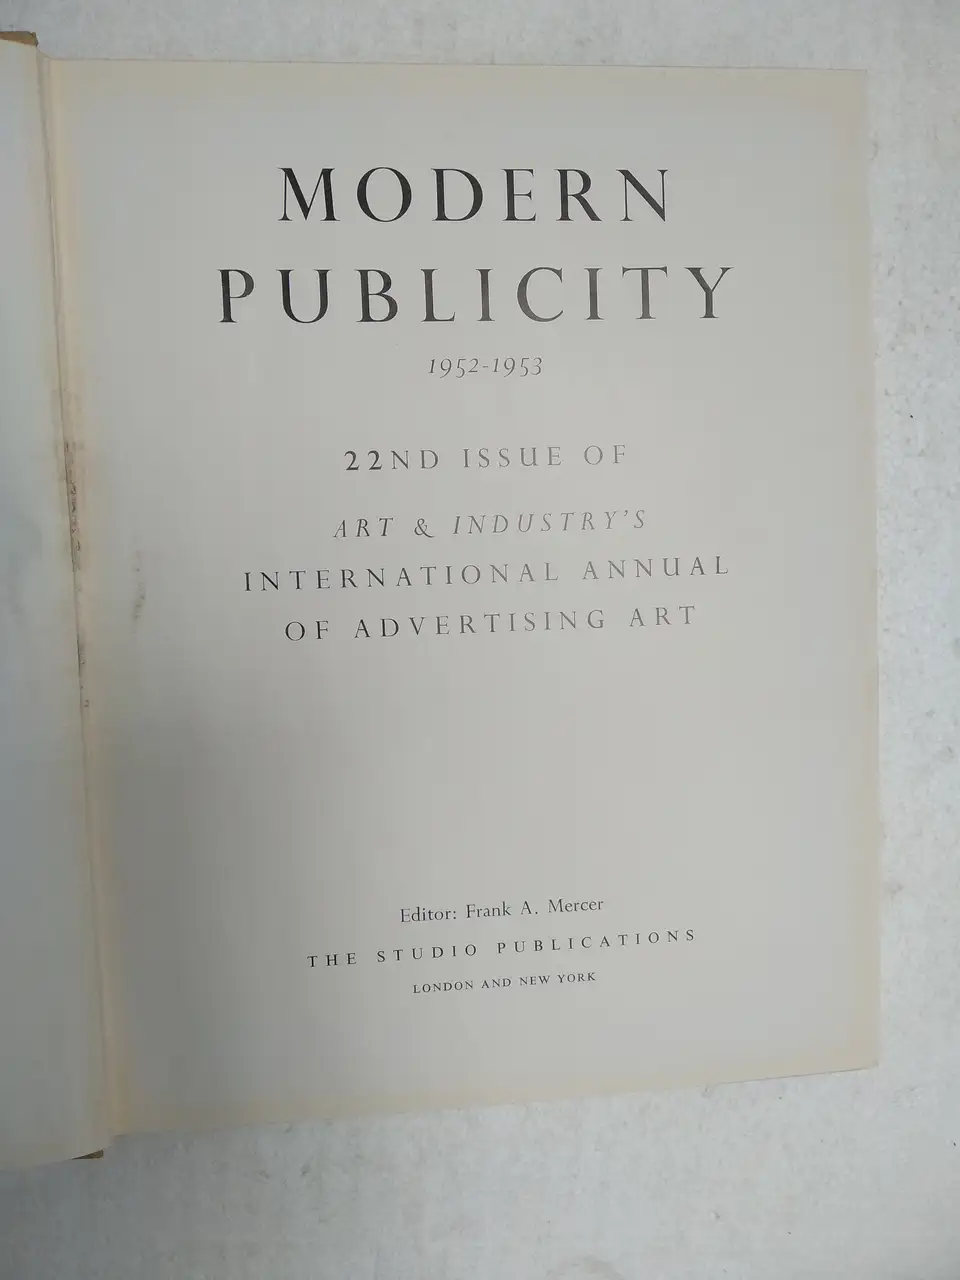 MODERN
PUBLICITY
1952-1953
22ND ISSUE OF
ART & INDUSTRY'S
INTERNATIONAL ANNUAL
OF ADVERTISING ART
Editor: Frank A. Mercer
THE STUDIO PUBLICATIONS
LONDON AND NEW YORK